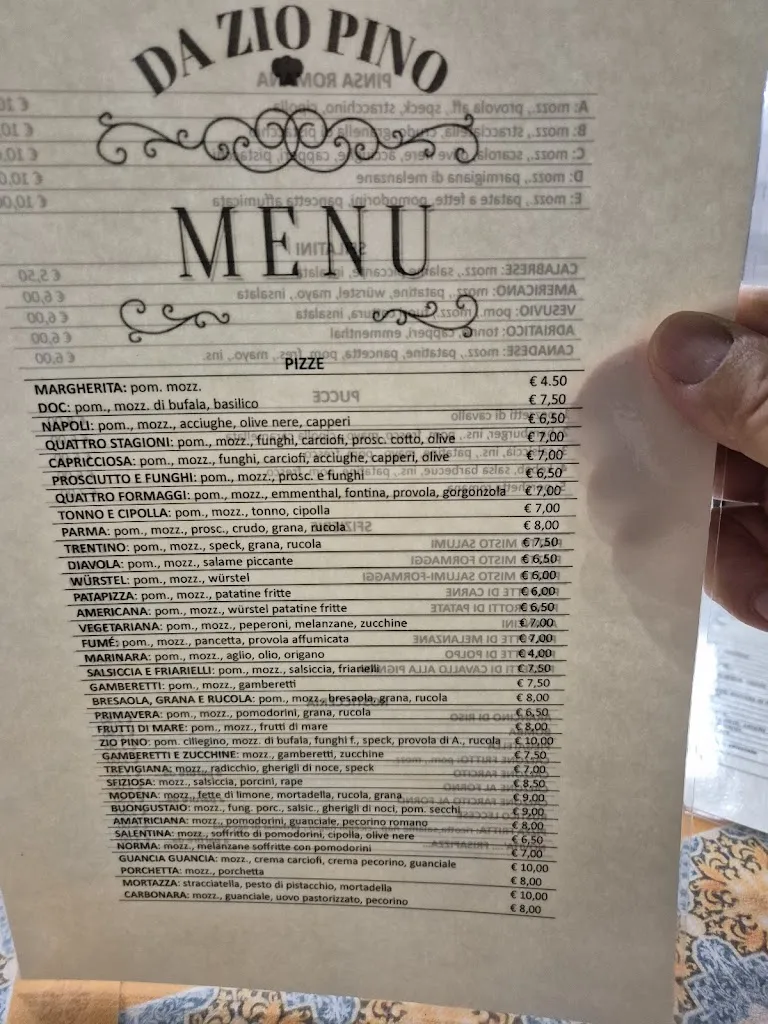 DA ZIO PINO
MENU
PIZZE
MARGHERITA: pom. mozz. € 4.50
DOC: pom., mozz. di bufala, basilico € 7,50
NAPOLI: pom., mozz., acciughe, olive nere, capperi € 6,50
QUATTRO STAGIONI: pom., mozz., funghi, carciofi, prosc. cotto, olive € 7,00
CAPRICCIOSA: pom., mozz., funghi, carciofi, acciughe, capperi, olive € 7,00
PROSCIUTTO E FUNGHI: pom., mozz., prosc. e funghi € 6,50
QUATTRO FORMAGGI: pom., mozz., emmenthal, fontina, provola, gorgonzola € 7,00
TONNO E CIPOLLA: pom., mozz., tonno, cipolla € 7,00
PARMA: pom., mozz., prosc., crudo, grana, rucola € 8,00
TRENTINO: pom., mozz., speck, grana, rucola € 7,50
DIAVOLA: pom., mozz., salame piccante € 6,50
WÜRSTEL: pom., mozz., würstel € 6,00
PATAPIZZA: pom., mozz., patatine fritte € 6,00
AMERICANA: pom., mozz., würstel patatine fritte € 6,50
VEGETARIANA: pom., mozz., peperoni, melanzane, zucchine € 7,00
FUMÉ: pom., mozz., pancetta, provola affumicata € 7,00
MARINARA: pom., mozz., aglio, olio, origano € 4,00
SALSICCIA E FRIARIELLI: pom., mozz., salsiccia, friarielli € 7,50
GAMBERETTI: pom., mozz., gamberetti € 7,50
BRESAOLA, GRANA E RUCOLA: pom., mozz., bresaola, grana, rucola € 8,00
PRIMAVERA: pom., mozz., pomodorini, grana, rucola € 6,50
FRUTTI DI MARE: pom., mozz., frutti di mare € 8,00
ZIO PINO: pom. ciliegino, mozz. di bufala, funghi f., speck, provola di A., rucola € 10,00
GAMBERETTI E ZUCCHINE: mozz., gamberetti, zucchine € 7,50
TREVIGIANA: mozz., radicchio, gherigli di noce, speck € 7,00
SFIZIOSA: mozz., salsiccia, porcini, rape € 8,50
MODENA: mozz., fette di limone, mortadella, rucola, grana € 9,00
BUONGUSTAIO: mozz., fung. porc., salsic., gherigli di noci, pom. secchi € 9,00
AMATRICIANA: mozz., pomodorini, guanciale, pecorino romano € 8,00
SALENTINA: mozz., soffritto di pomodorini, cipolla, olive nere € 6,50
NORMA: mozz., melanzane soffritte con pomodorini € 7,00
GUANCIA GUANCIA: mozz., crema carciofi, crema pecorino, guanciale € 10,00
PORCHETTA: mozz., porchetta € 8,00
MORTAZZA: stracciatella, pesto di pistacchio, mortadella € 10,00
CARBONARA: mozz., guanciale, uovo pastorizzato, pecorino € 8,00